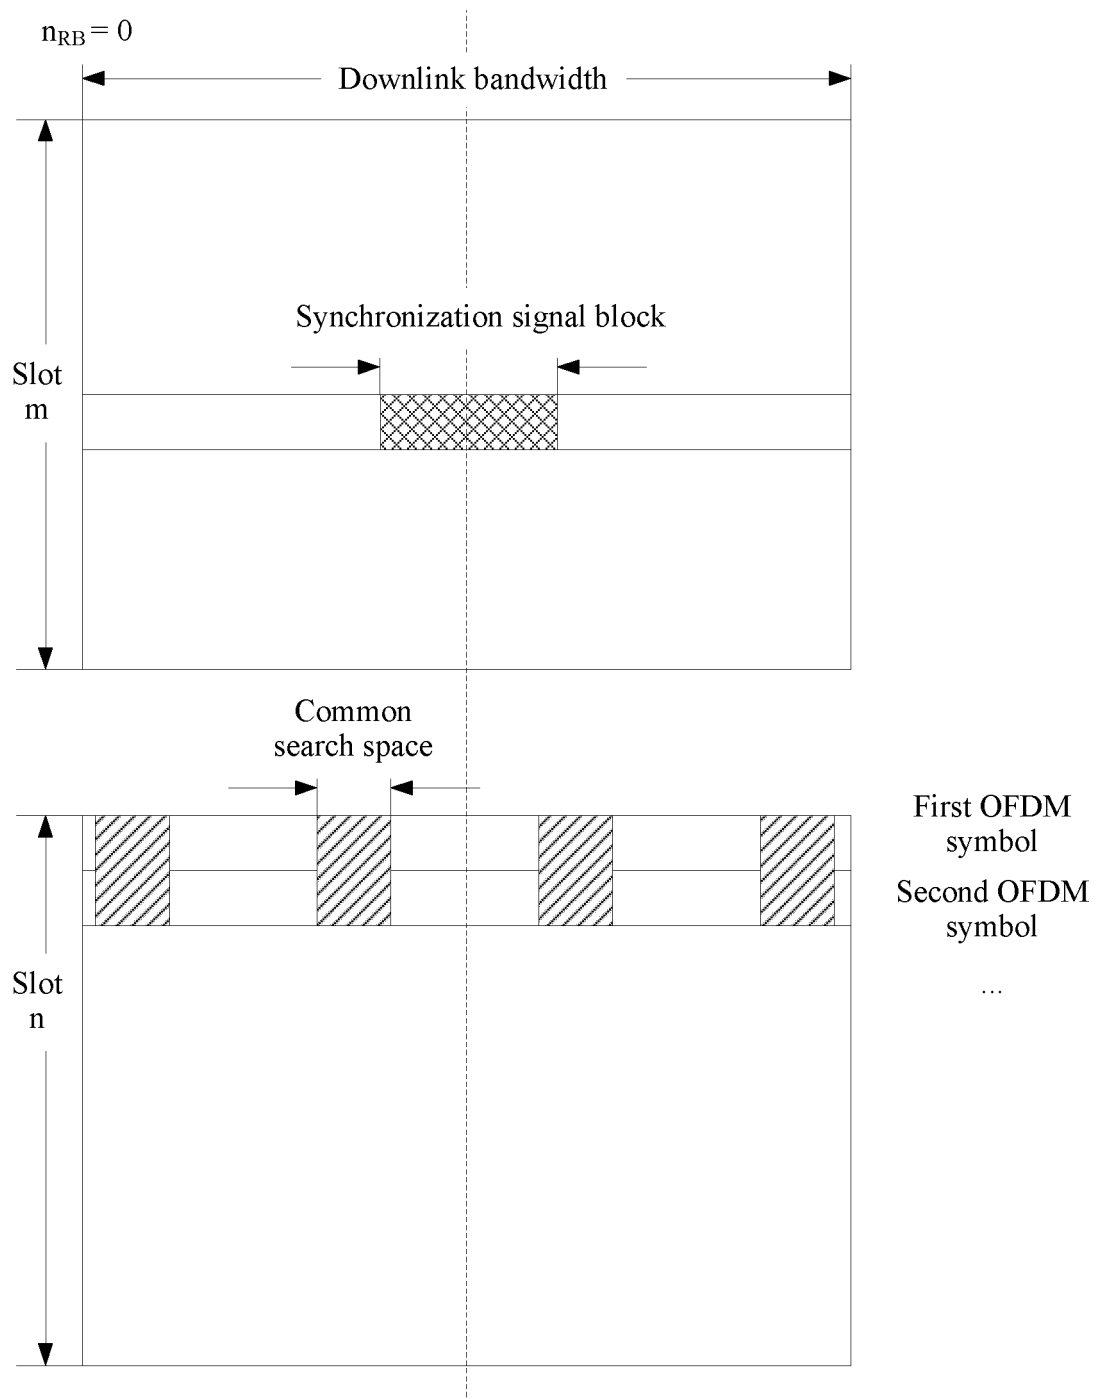 n_RB = 0
Downlink bandwidth
Synchronization signal block
Slot
m
Common
search space
First OFDM
symbol
Second OFDM
symbol
Slot
n
...